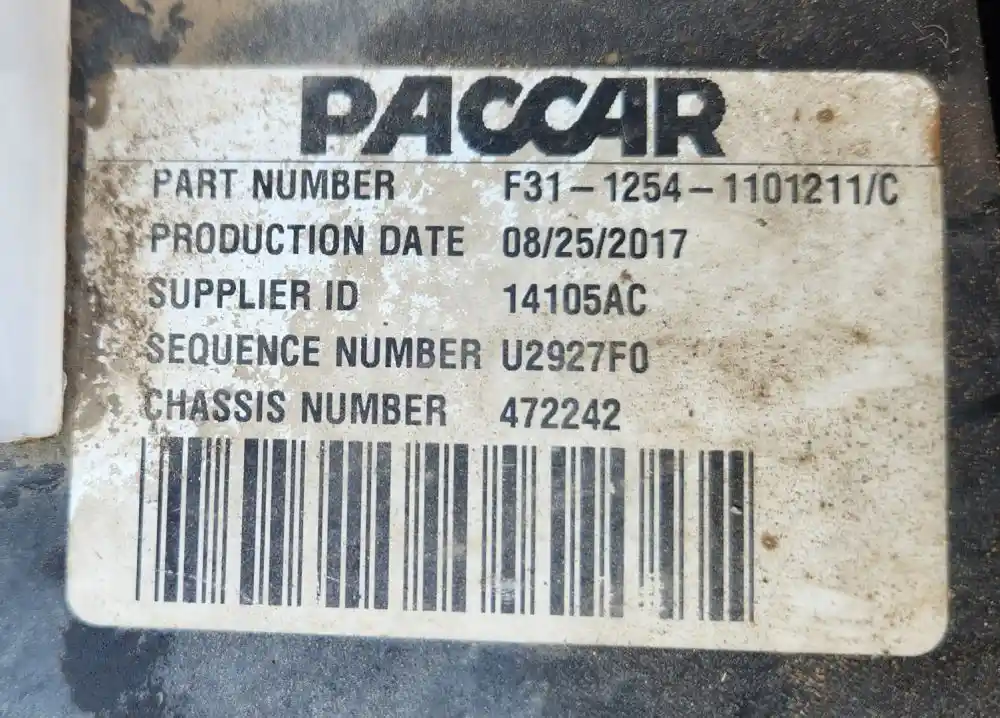 PACCAR
PART NUMBER F31-1254-1101211/C
PRODUCTION DATE 08/25/2017
SUPPLIER ID 14105AC
SEQUENCE NUMBER U2927F0
CHASSIS NUMBER 472242